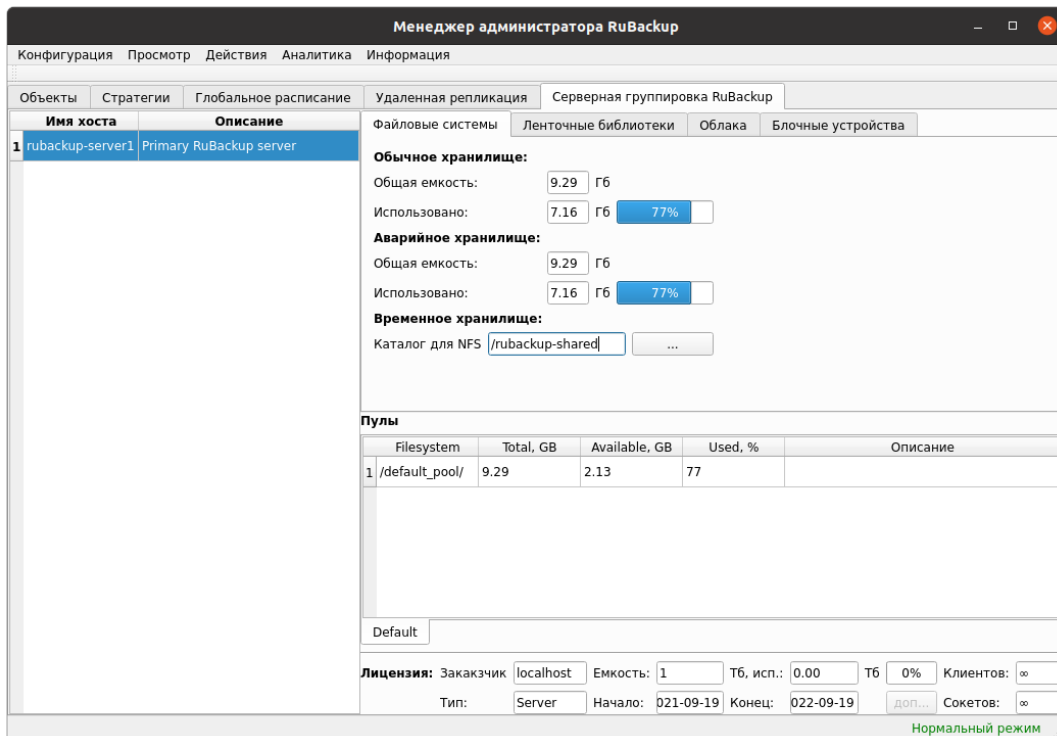 Менеджер администратора RuBackup
Конфигурация Просмотр Действия Аналитика Информация
Объекты Стратегии Глобальное расписание Удаленная репликация Серверная группировка RuBackup
Имя хоста Описание
1 rubackup-server1 Primary RuBackup server
Файловые системы Ленточные библиотеки Облака Блочные устройства
Обычное хранилище:
Общая емкость: 9.29 Гб
Использовано: 7.16 Гб 77%
Аварийное хранилище:
Общая емкость: 9.29 Гб
Использовано: 7.16 Гб 77%
Временное хранилище:
Каталог для NFS /rubackup-shared ...
Пулы
Filesystem Total, GB Available, GB Used, % Описание
1 /default_pool/ 9.29 2.13 77
Default
Лицензия: Закакзчик localhost Емкость: 1 Тб, исп.: 0.00 Тб 0% Клиентов: ∞
Тип: Server Начало: 021-09-19 Конец: 022-09-19 доп... Сокетов: ∞
Нормальный режим